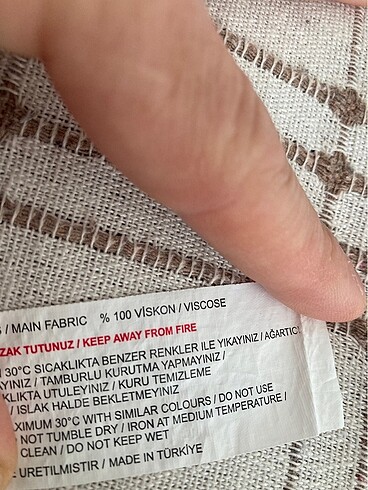 / MAIN FABRIC % 100 VİSKON / VISCOSE
ZAK TUTUNUZ / KEEP AWAY FROM FIRE
30°C SICAKLIKTA BENZER RENKLER İLE YIKAYINIZ / AĞARTIC
AYINIZ / TAMBURLU KURUTMA YAPMAYINIZ /
KLIKTA UTULEYINIZ / KURU TEMIZLEME
/ ISLAK HALDE BEKLETMEYINIZ
XIMUM 30°C WITH SIMILAR COLOURS / DO NOT USE
NOT TUMBLE DRY / IRON AT MEDIUM TEMPERATURE /
CLEAN / DO NOT KEEP WET
E URETILMISTIR / MADE IN TÜRKİYE